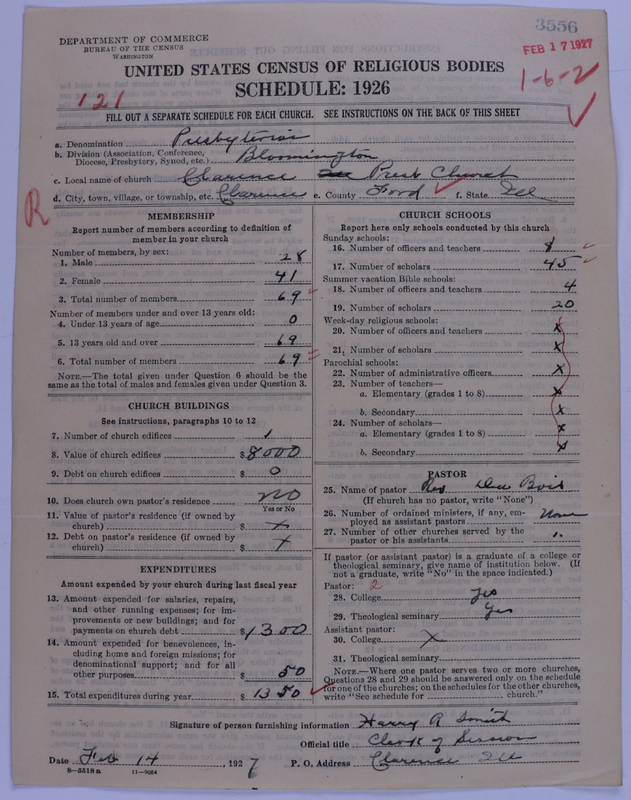 3556
DEPARTMENT OF COMMERCE
BUREAU OF THE CENSUS
WASHINGTON
FEB 17 1927
1-6-2
UNITED STATES CENSUS OF RELIGIOUS BODIES
SCHEDULE: 1926
121
FILL OUT A SEPARATE SCHEDULE FOR EACH CHURCH. SEE INSTRUCTIONS ON THE BACK OF THIS SHEET
a. Denomination Presbyterian
b. Division (Association, Conference, Diocese, Presbytery, Synod, etc.) Bloomington
c. Local name of church Clarence Presb Church
d. City, town, village, or township, etc. Clarence e. County Ford f. State Ill
R
MEMBERSHIP
Report number of members according to definition of
member in your church
Number of members, by sex:
1. Male 28
2. Female 41
3. Total number of members 69
Number of members under and over 13 years old:
4. Under 13 years of age 0
5. 13 years old and over 69
6. Total number of members 69
NOTE.—The total given under Question 6 should be
same as the total of males and females given under Question 3.
CHURCH BUILDINGS
See instructions, paragraphs 10 to 12
7. Number of church edifices 1
8. Value of church edifices $8000
9. Debt on church edifices $ 0
10. Does church own pastor's residence no
Yes or No
11. Value of pastor's residence (if owned by
church) $ x
12. Debt on pastor's residence (if owned by
church) $ x
EXPENDITURES
Amount expended by your church during last fiscal year
13. Amount expended for salaries, repairs,
and other running expenses; for im-
provements or new buildings; and for
payments on church debt $1300
14. Amount expended for benevolences, in-
cluding home and foreign missions; for
denominational support; and for all
other purposes $ 50
15. Total expenditures during year $ 1350
CHURCH SCHOOLS
Report here only schools conducted by this church
Sunday schools:
16. Number of officers and teachers 8
17. Number of scholars 45
Summer vacation Bible schools:
18. Number of officers and teachers 4
19. Number of scholars 20
Week-day religious schools:
20. Number of officers and teachers x
21. Number of scholars x
Parochial schools:
22. Number of administrative officers x
23. Number of teachers—
a. Elementary (grades 1 to 8) x
b. Secondary x
24. Number of scholars—
a. Elementary (grades 1 to 8) x
b. Secondary x
PASTOR
25. Name of pastor Rev Du Bois
(If church has no pastor, write "None")
26. Number of ordained ministers, if any, em-
ployed as assistant pastors None
27. Number of other churches served by the
pastor or his assistants 1.
If pastor (or assistant pastor) is a graduate of a college or
theological seminary, give name of institution below. (If
not a graduate, write "No" in the space indicated.)
Pastor: 2
28. College yes
29. Theological seminary yes
Assistant pastor:
30. College x
31. Theological seminary
NOTE.—Where one pastor serves two or more churches,
Questions 28 and 29 should be answered only on the schedule
for one of the churches; on the schedules for the other churches,
write "See schedule for church."
Signature of person furnishing information Harry A Smith
Official title Clerk of Session
Date Feb 14, 1927 P. O. Address Clarence Ill
8—5518 a 11—9054